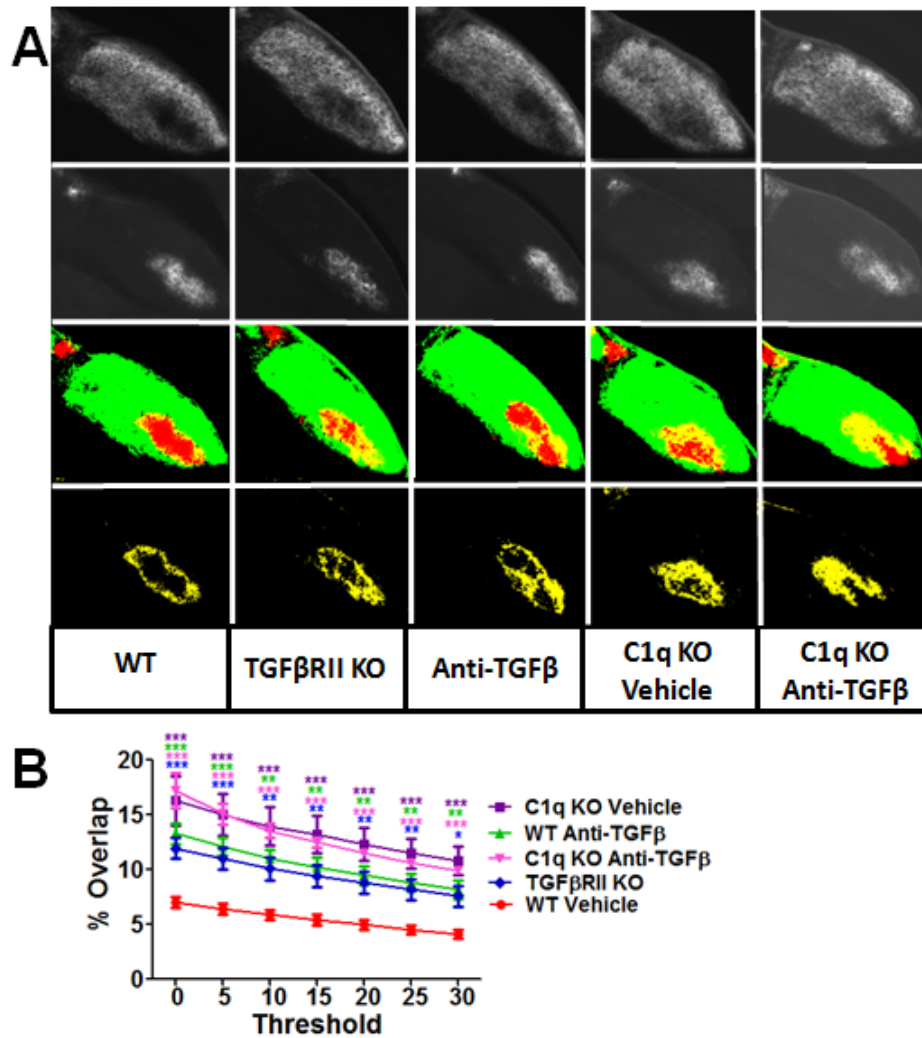 A
WT
TGFβRII KO
Anti-TGFβ
C1q KO
Vehicle
C1q KO
Anti-TGFβ
B
% Overlap
20
15
10
5
0
*** *** *** *** *** *** ***
*** *** ** ** ** ** **
*** *** *** *** *** *** ***
*** *** ** ** ** ** *
0 5 10 15 20 25 30
Threshold
C1q KO Vehicle
WT Anti-TGFβ
C1q KO Anti-TGFβ
TGFβRII KO
WT Vehicle